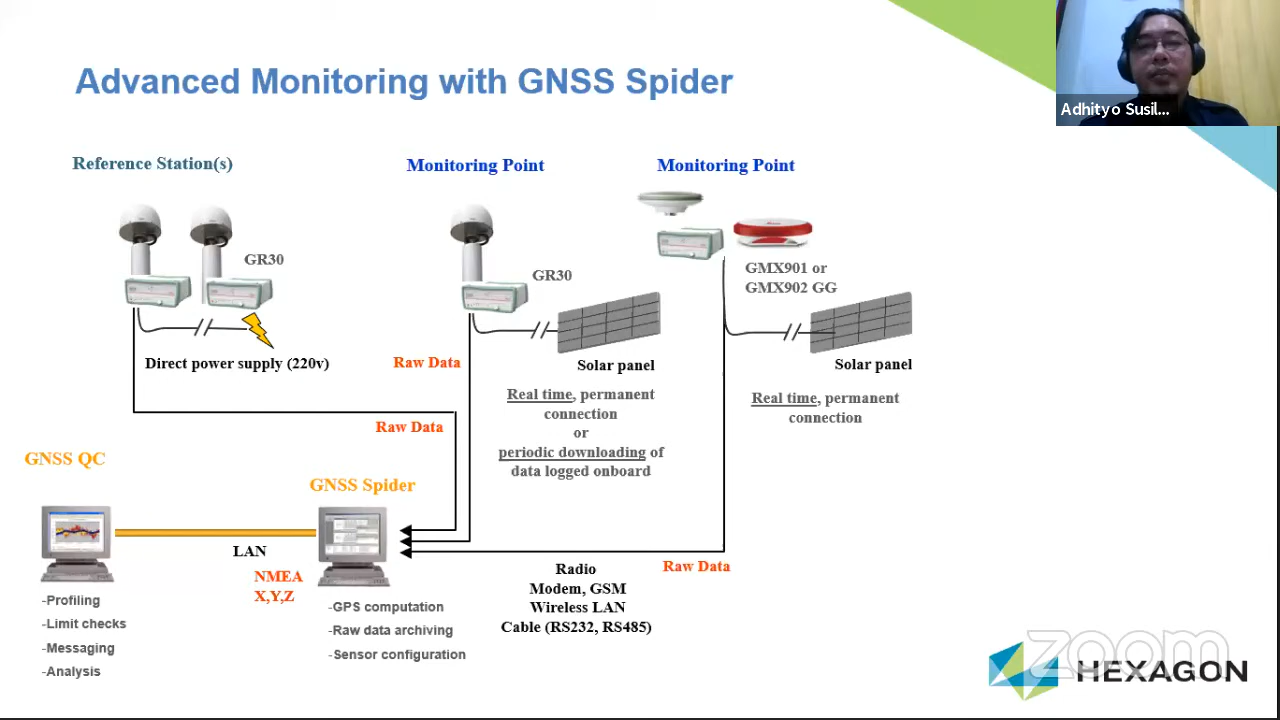 Advanced Monitoring with GNSS Spider
Adhityo Susil...
Reference Station(s)
Monitoring Point
Monitoring Point
GR30
GR30
GMX901 or
GMX902 GG
Direct power supply (220v)
Raw Data
Solar panel
Solar panel
Real time, permanent
connection
or
periodic downloading of
data logged onboard
Real time, permanent
connection
Raw Data
GNSS QC
GNSS Spider
LAN
NMEA
X,Y,Z
Radio
Modem, GSM
Wireless LAN
Cable (RS232, RS485)
Raw Data
-Profiling
-Limit checks
-Messaging
-Analysis
-GPS computation
-Raw data archiving
-Sensor configuration
zoom
HEXAGON